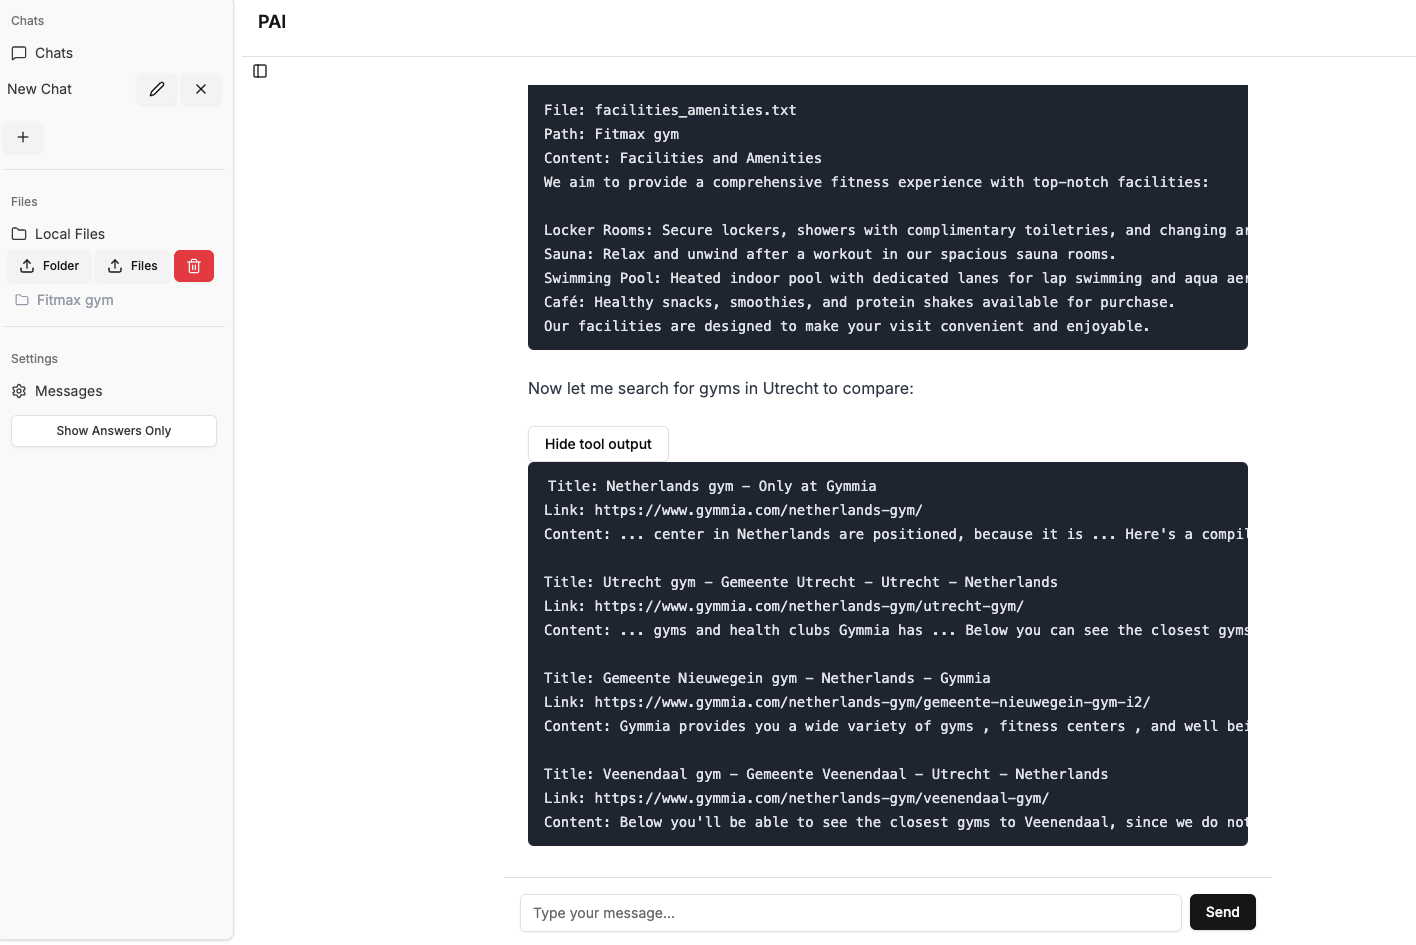 Chats
Chats
New Chat
Files
Local Files
Folder
Files
Fitmax gym
Settings
Messages
Show Answers Only
PAI
File: facilities_amenities.txt
Path: Fitmax gym
Content: Facilities and Amenities
We aim to provide a comprehensive fitness experience with top-notch facilities:
Locker Rooms: Secure lockers, showers with complimentary toiletries, and changing
Sauna: Relax and unwind after a workout in our spacious sauna rooms.
Swimming Pool: Heated indoor pool with dedicated lanes for lap swimming and aqua
Café: Healthy snacks, smoothies, and protein shakes available for purchase.
Our facilities are designed to make your visit convenient and enjoyable.
Now let me search for gyms in Utrecht to compare:
Hide tool output
Title: Netherlands gym - Only at Gymmia
Link: https://www.gymmia.com/netherlands-gym/
Content: ... center in Netherlands are positioned, because it is ... Here's a
Title: Utrecht gym - Gemeente Utrecht - Utrecht - Netherlands
Link: https://www.gymmia.com/netherlands-gym/utrecht-gym/
Content: ... gyms and health clubs Gymmia has ... Below you can see the closest gyms
Title: Gemeente Nieuwegein gym - Netherlands - Gymmia
Link: https://www.gymmia.com/netherlands-gym/gemeente-nieuwegein-gym-i2/
Content: Gymmia provides you a wide variety of gyms , fitness centers , and well
Title: Veenendaal gym - Gemeente Veenendaal - Utrecht - Netherlands
Link: https://www.gymmia.com/netherlands-gym/veenendaal-gym/
Content: Below you'll be able to see the closest gyms to Veenendaal, since we do not
Type your message...
Send